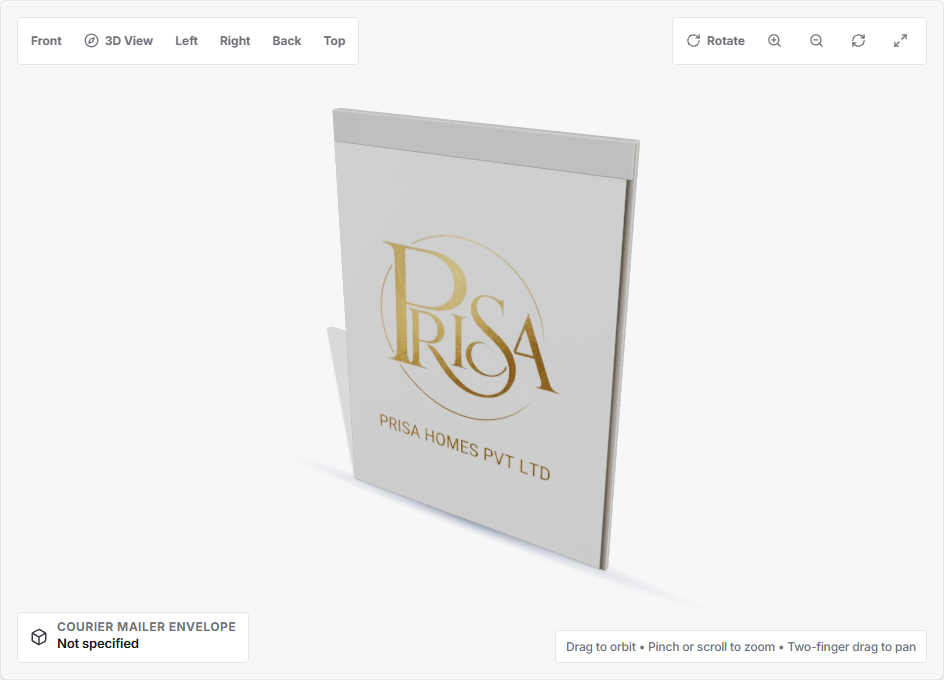 Front 3D View Left Right Back Top
Rotate
PRISA
PRISA HOMES PVT LTD
COURIER MAILER ENVELOPE
Not specified
Drag to orbit • Pinch or scroll to zoom • Two-finger drag to pan